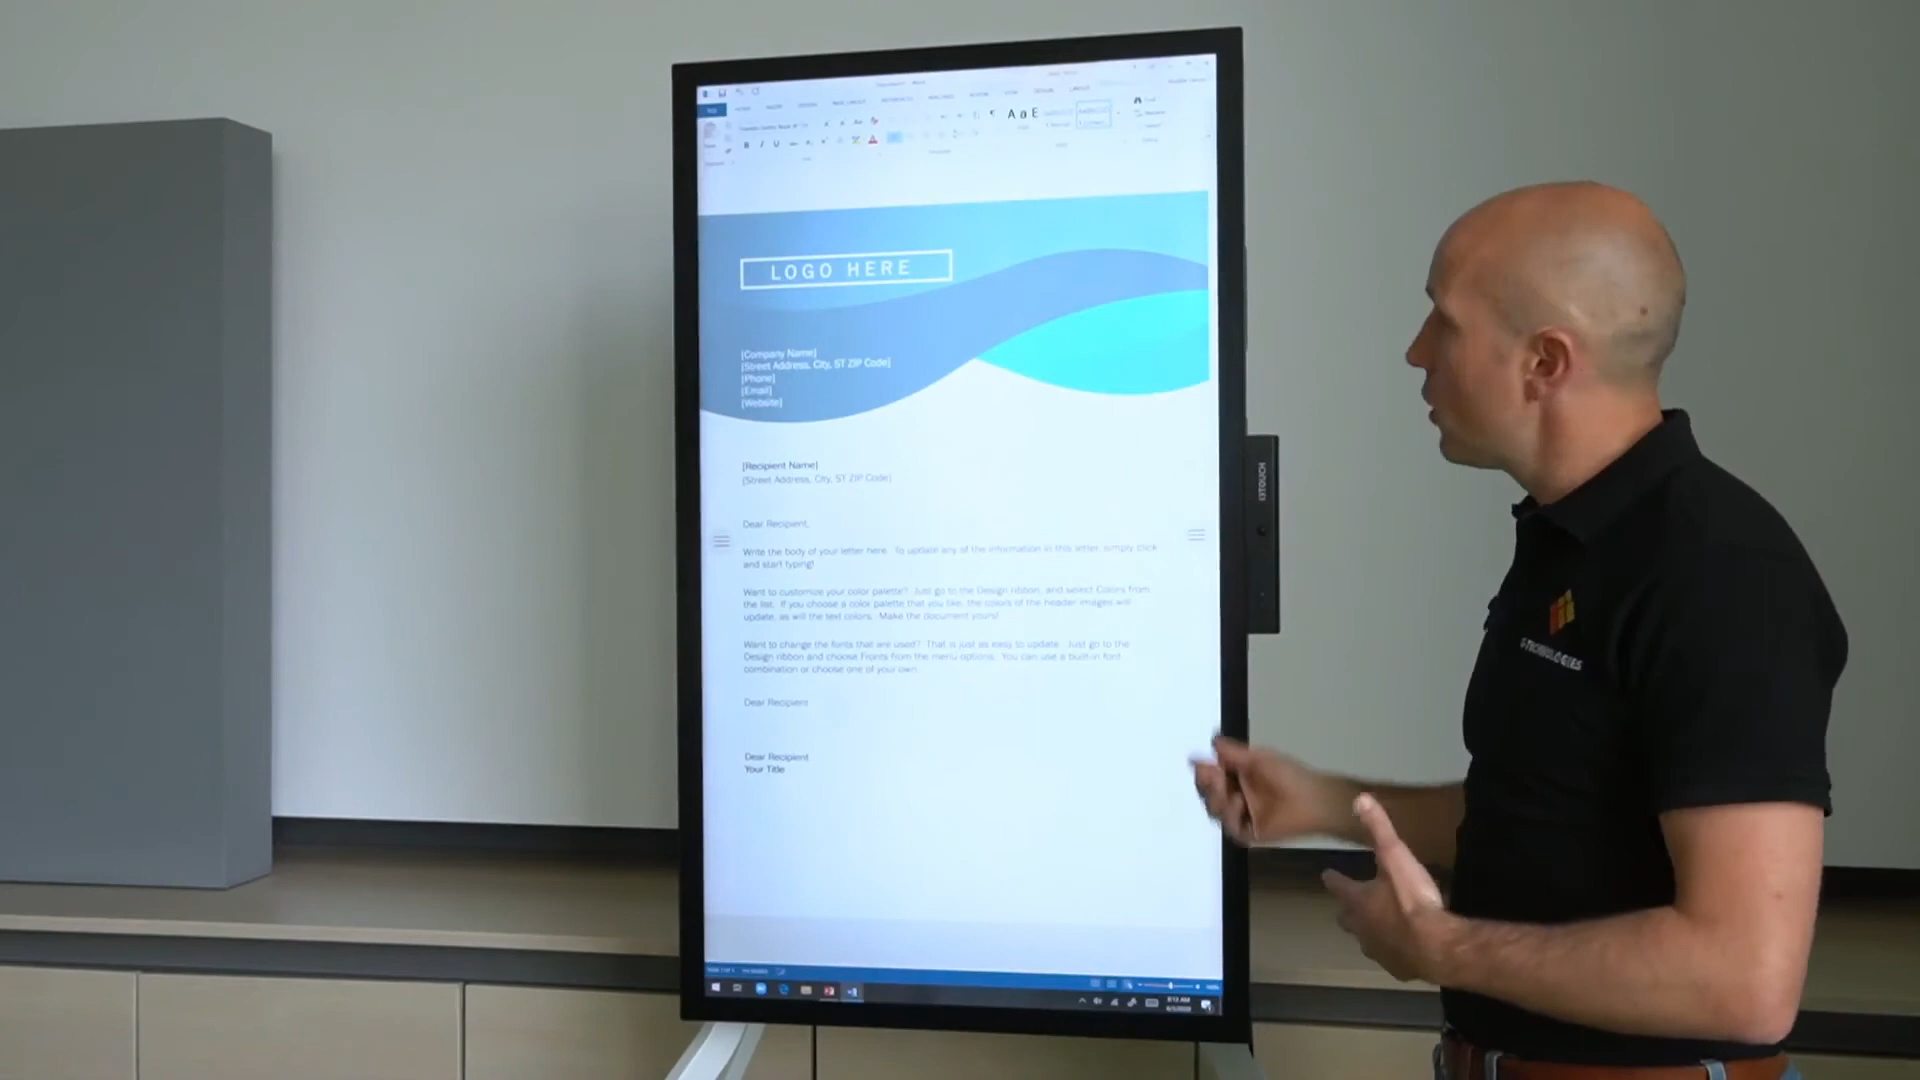 AaE
LOGO HERE
[Company Name]
[Street Address, City, ST ZIP Code]
[Phone]
[Email]
[Website]
[Recipient Name]
[Street Address, City, ST ZIP Code]
Dear Recipient,
Write the body of your letter here. To update any of the information in this letter, simply click
and start typing!
Want to customize your color palette? Just go to the Design ribbon, and select Colors from
the list. If you choose a color palette that you like, the colors of the header images will
update, as will the text colors. Make the document yours!
Want to change the fonts that are used? That is just as easy to update. Just go to the
Design ribbon and choose Fronts from the menu options. You can use a built-in font
combination or choose one of your own.
Dear Recipient
Dear Recipient
Your Title
8:13 AM
I3TOUCH
I3TECHNOLOGIES